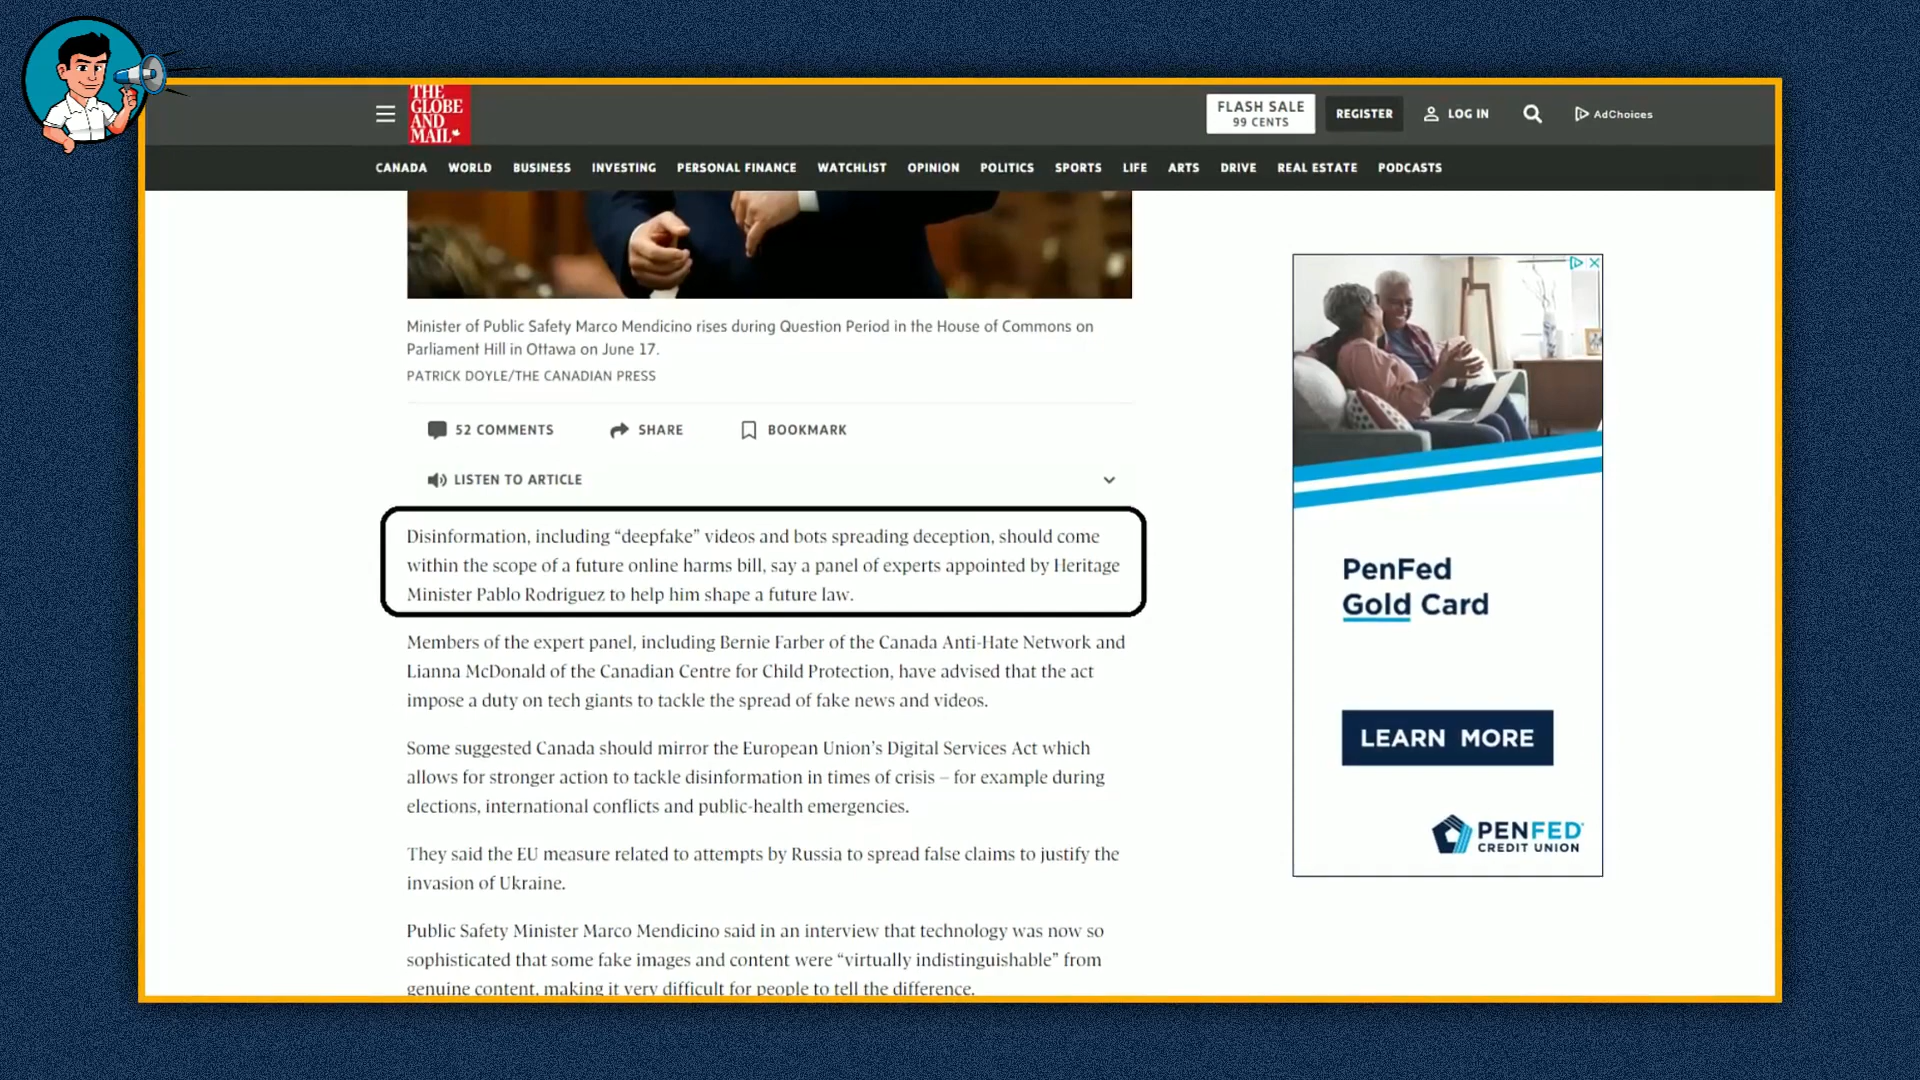 THE
GLOBE
AND
MAIL
FLASH SALE
99 CENTS
REGISTER
LOG IN
AdChoices
CANADA WORLD BUSINESS INVESTING PERSONAL FINANCE WATCHLIST OPINION POLITICS SPORTS LIFE ARTS DRIVE REAL ESTATE PODCASTS
Minister of Public Safety Marco Mendicino rises during Question Period in the House of Commons on
Parliament Hill in Ottawa on June 17.
PATRICK DOYLE/THE CANADIAN PRESS
52 COMMENTS SHARE BOOKMARK
LISTEN TO ARTICLE
Disinformation, including “deepfake” videos and bots spreading deception, should come
within the scope of a future online harms bill, say a panel of experts appointed by Heritage
Minister Pablo Rodriguez to help him shape a future law.
Members of the expert panel, including Bernie Farber of the Canada Anti-Hate Network and
Lianna McDonald of the Canadian Centre for Child Protection, have advised that the act
impose a duty on tech giants to tackle the spread of fake news and videos.
Some suggested Canada should mirror the European Union’s Digital Services Act which
allows for stronger action to tackle disinformation in times of crisis – for example during
elections, international conflicts and public-health emergencies.
They said the EU measure related to attempts by Russia to spread false claims to justify the
invasion of Ukraine.
Public Safety Minister Marco Mendicino said in an interview that technology was now so
sophisticated that some fake images and content were “virtually indistinguishable” from
genuine content, making it very difficult for people to tell the difference.
PenFed
Gold Card
LEARN MORE
PENFED
CREDIT UNION